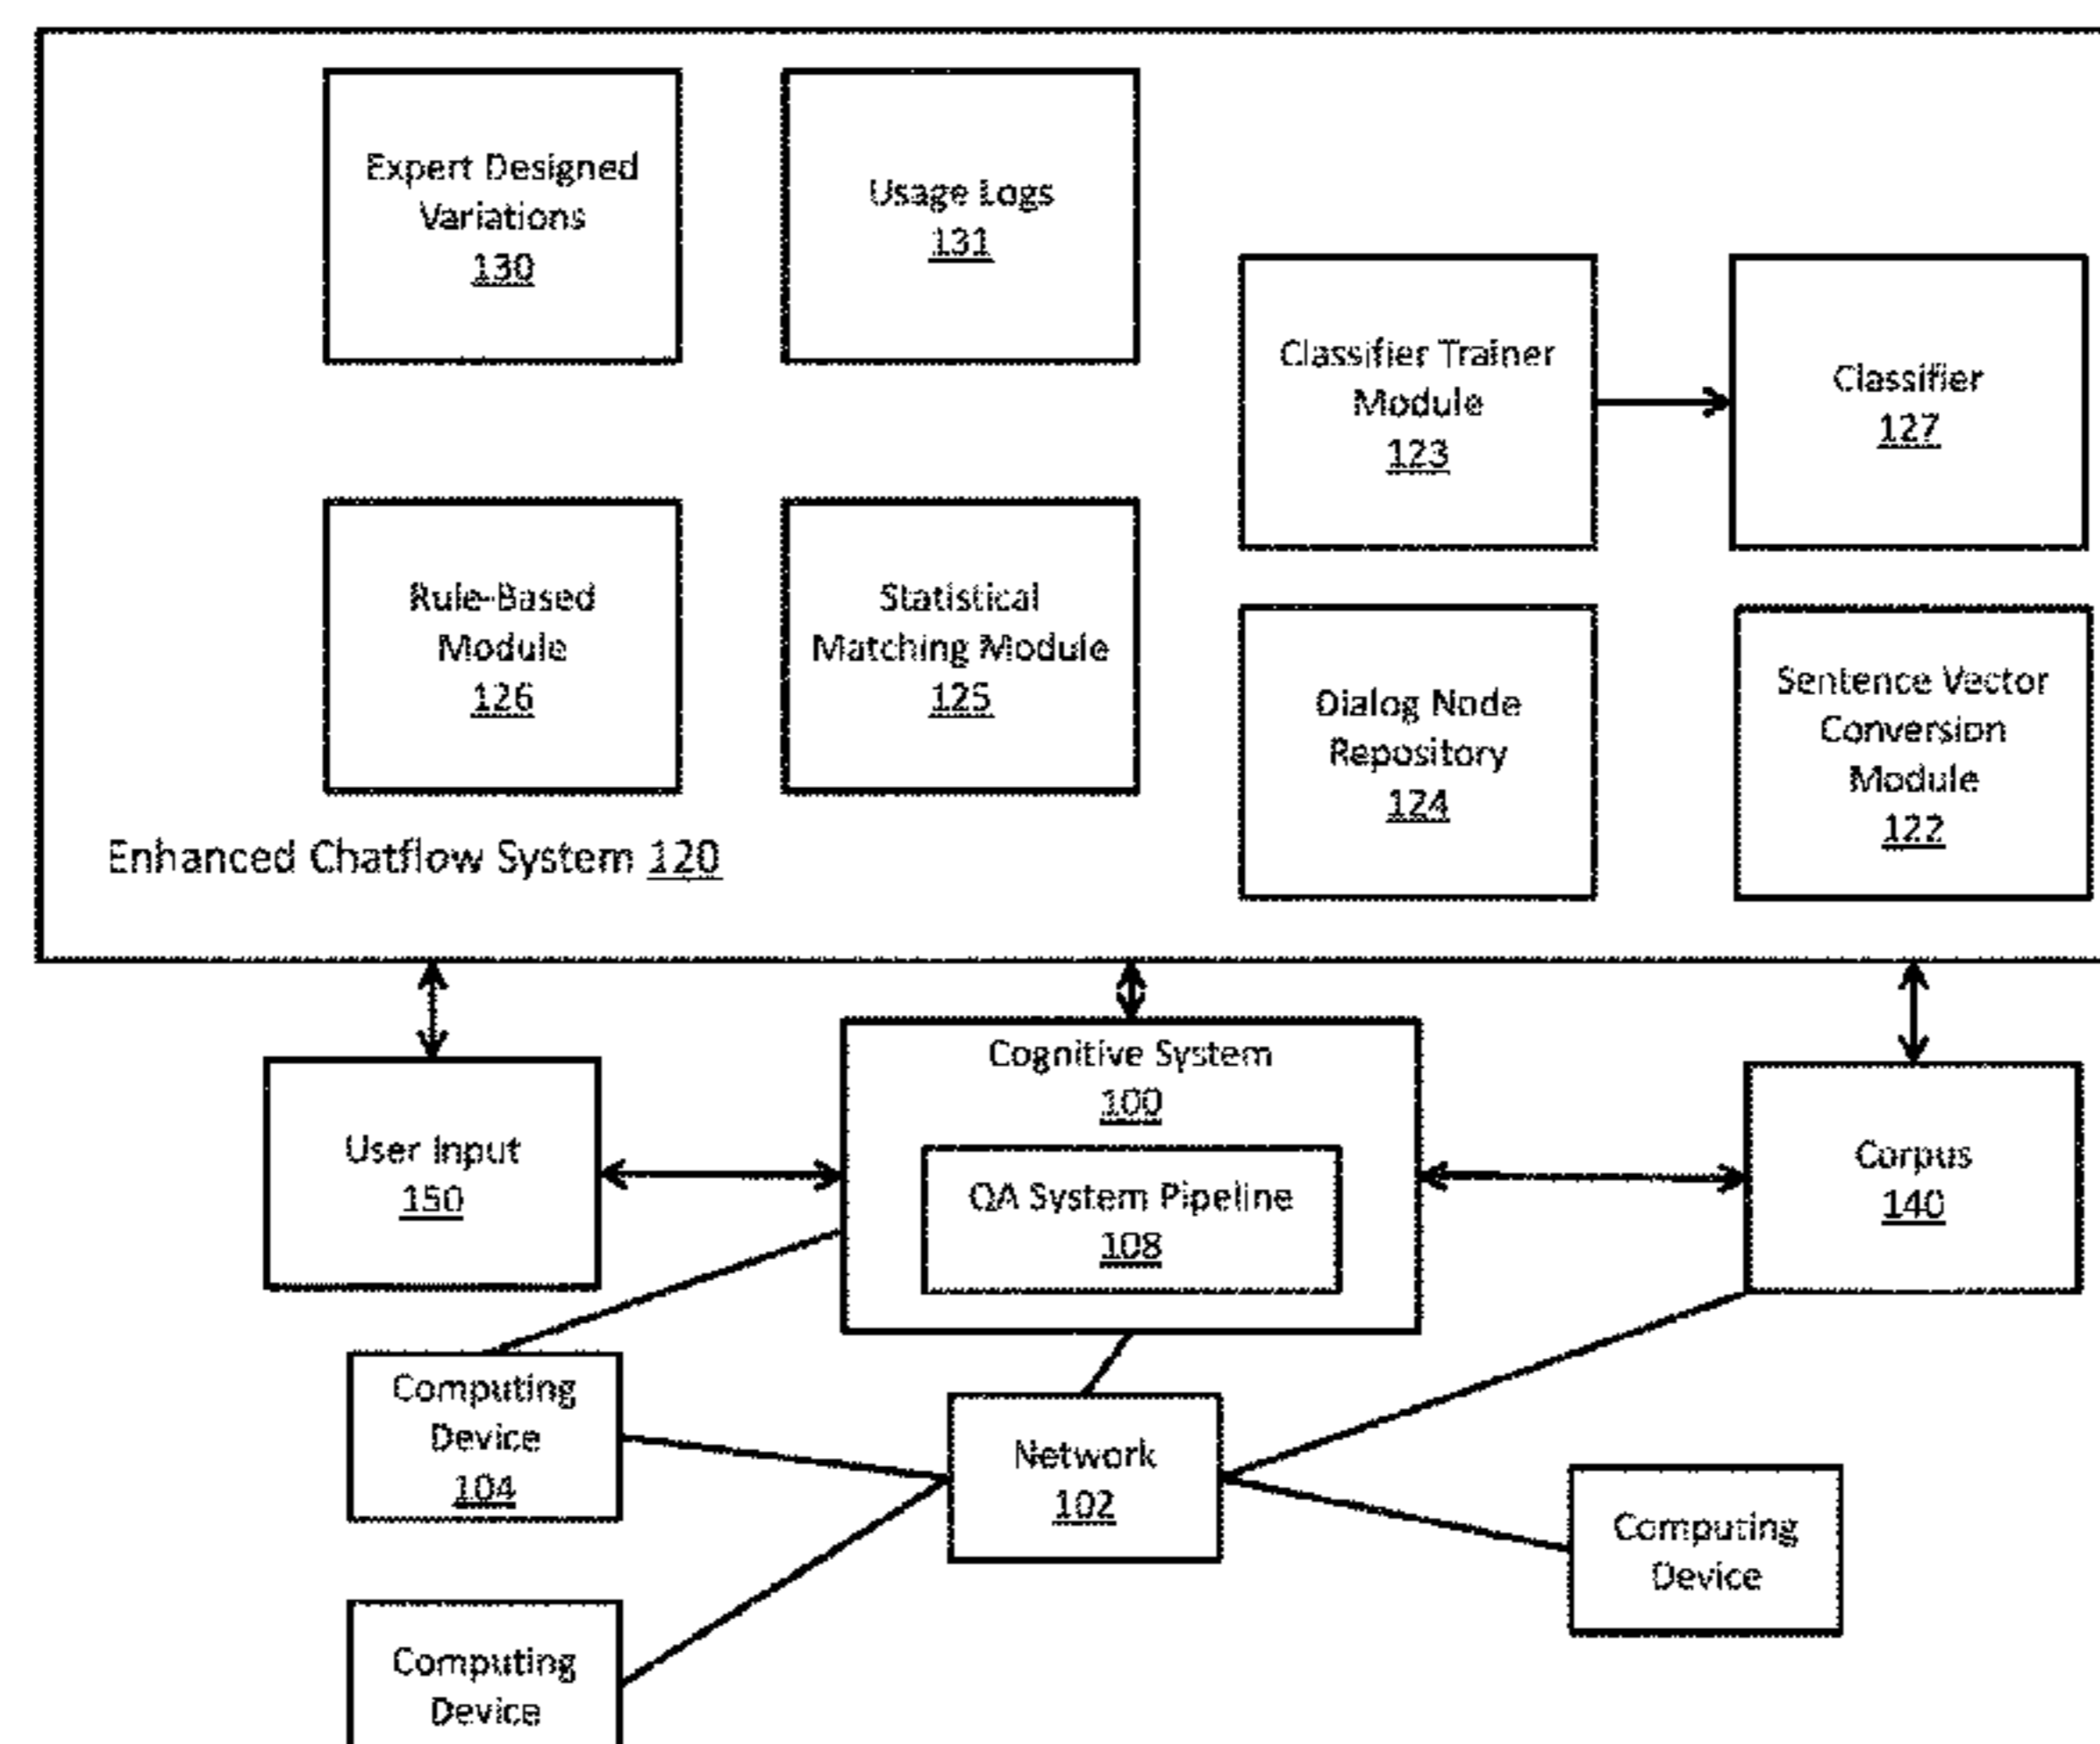 Expert Designed
Variations
130
Usage Logs
131
Classifier Trainer
Module
123
Classifier
127
Rule-Based
Module
126
Statistical
Matching Module
125
Dialog Node
Repository
124
Sentence Vector
Conversion
Module
122
Enhanced Chatflow System 120
User Input
150
Cognitive System
100
QA System Pipeline
108
Corpus
140
Computing
Device
104
Network
102
Computing
Device
Computing
Device